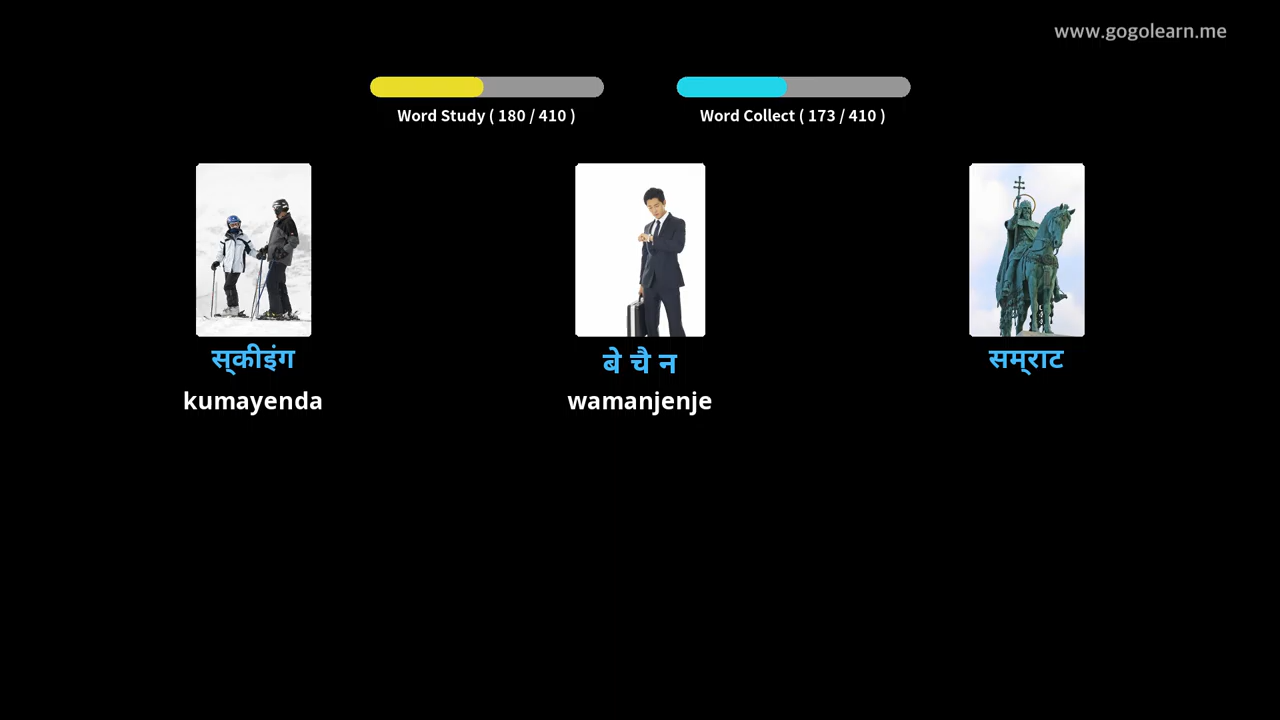 www.gogolearn.me
Word Study ( 180 / 410 )
Word Collect ( 173 / 410 )
स्‌कीइंग
बे चै न
सम्‌राट
kumayenda
wamanjenje